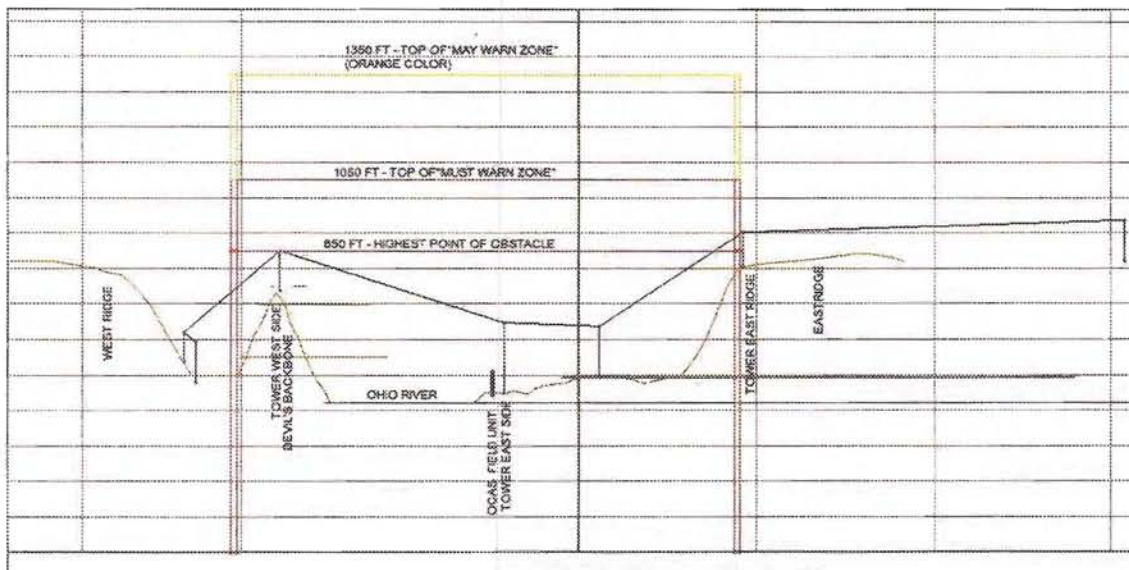 1350 FT - TOP OF "MAY WARN ZONE"
(ORANGE COLOR)
1050 FT - TOP OF "MUST WARN ZONE"
850 FT - HIGHEST POINT OF OBSTACLE
WEST RIDGE
TOWER WEST SIDE
DEVIL'S BACKBONE
OHIO RIVER
OCAS FIELD UNIT
TOWER EAST SIDE
TOWER EAST RIDGE
EASTRIDGE